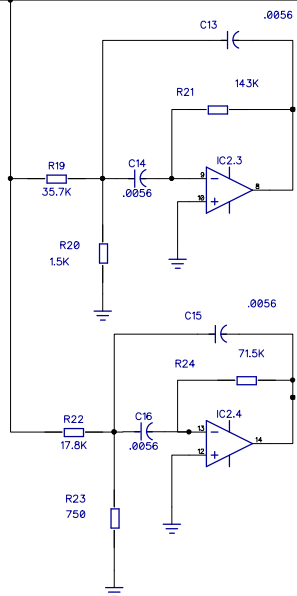 C13
.0056
R21
143K
R19
35.7K
C14
.0056
9
10
IC2.3
8
R20
1.5K
C15
.0056
R24
71.5K
R22
17.8K
C16
.0056
13
12
IC2.4
14
R23
750